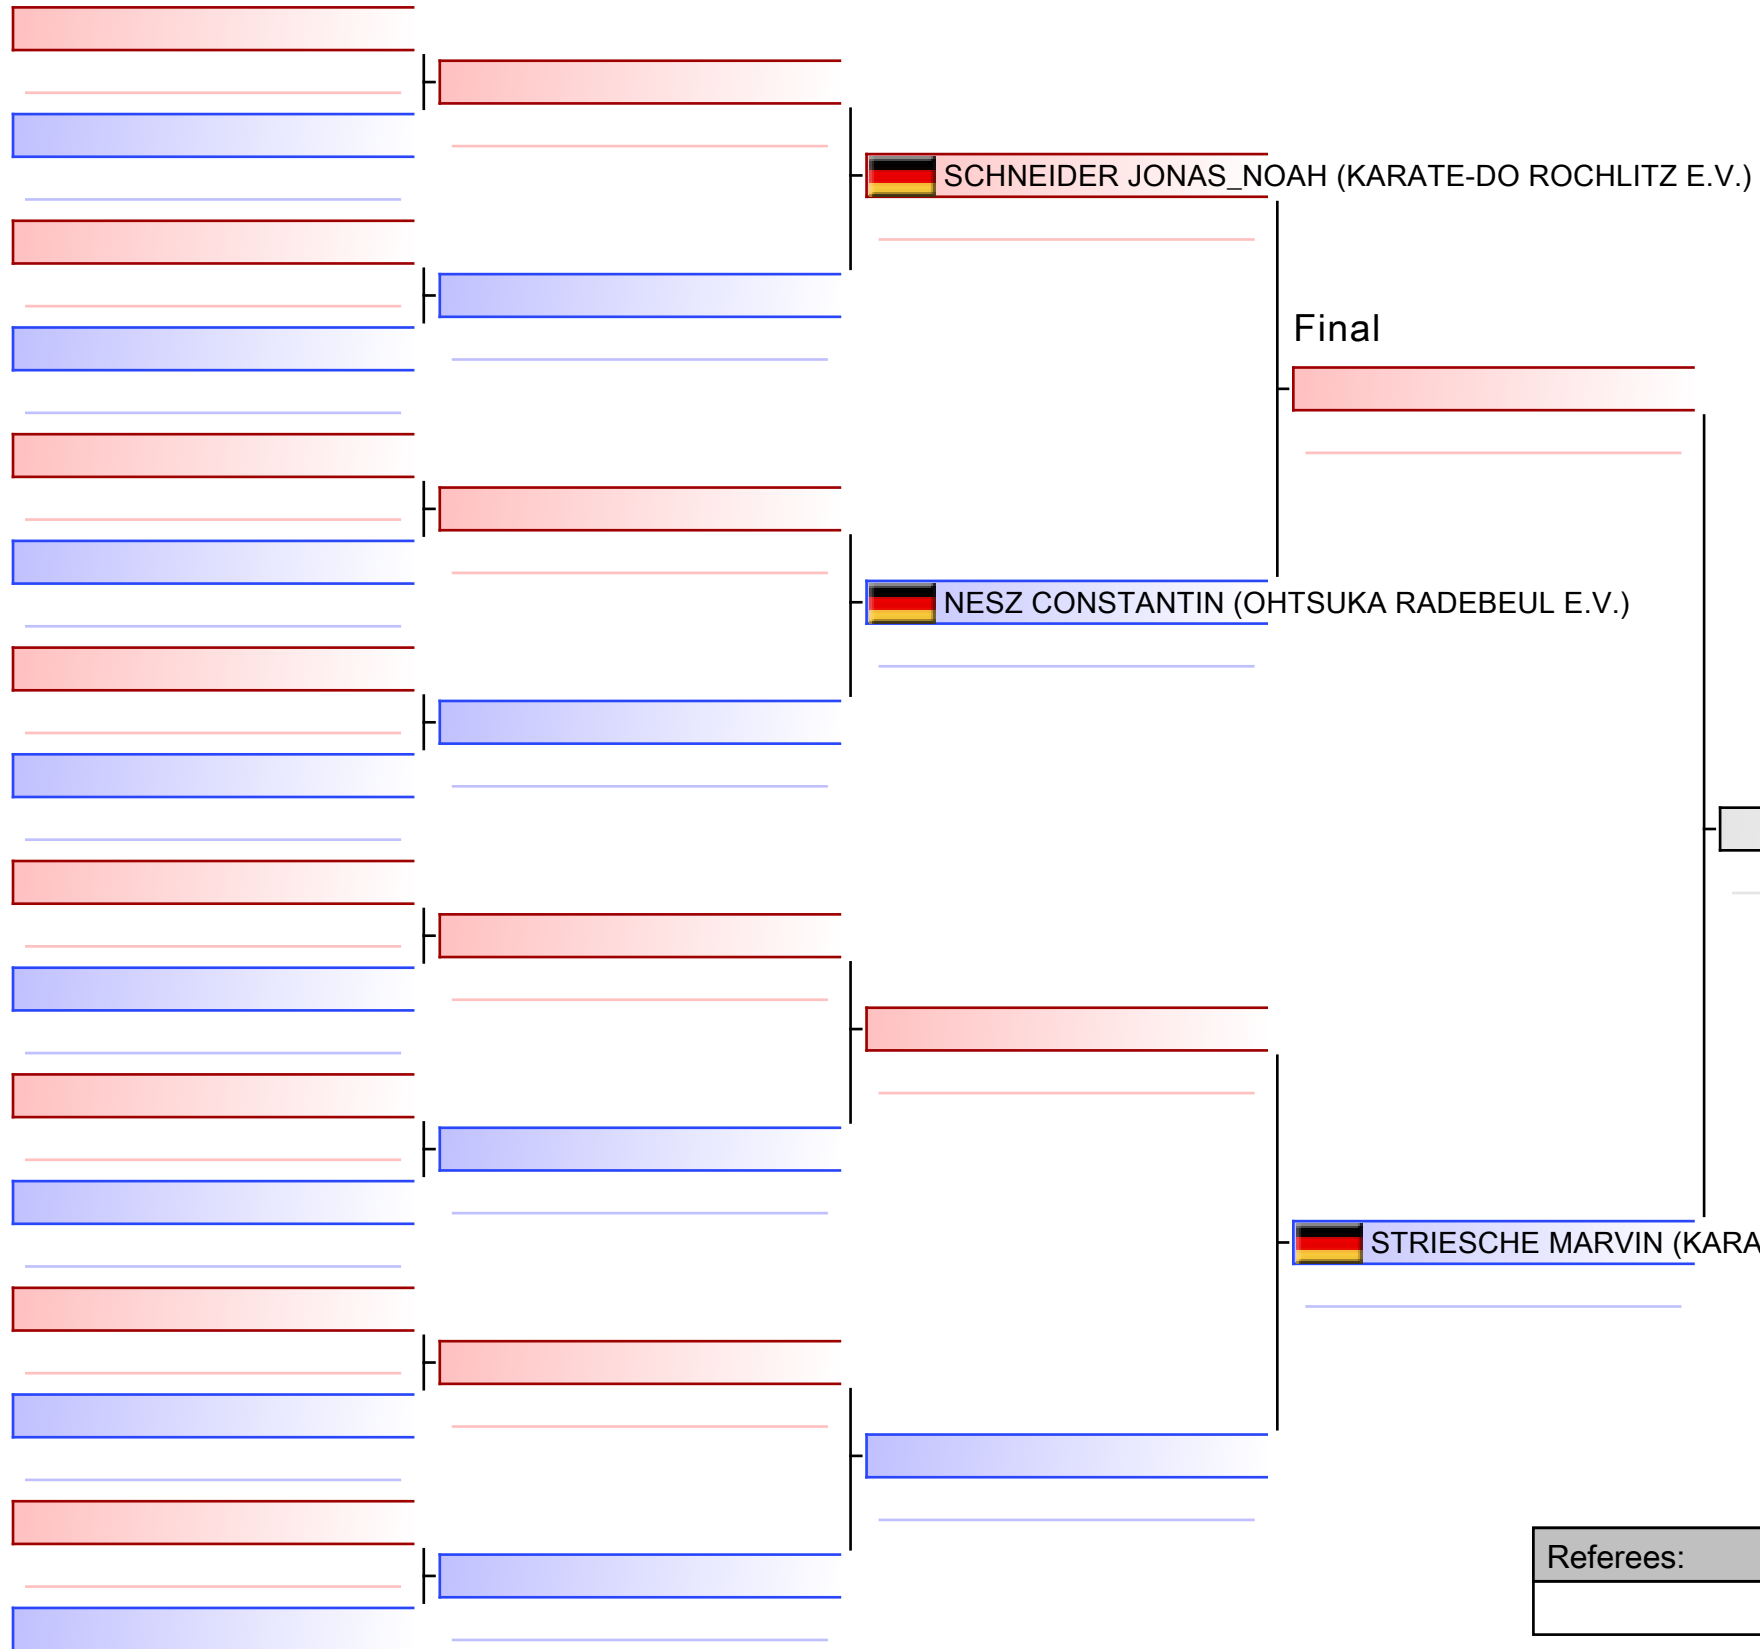 SCHNEIDER JONAS_NOAH (KARATE-DO ROCHLITZ E.V.)
Final
NESZ CONSTANTIN (OHTSUKA RADEBEUL E.V.)
STRIESCHE MARVIN (KARA
Referees: